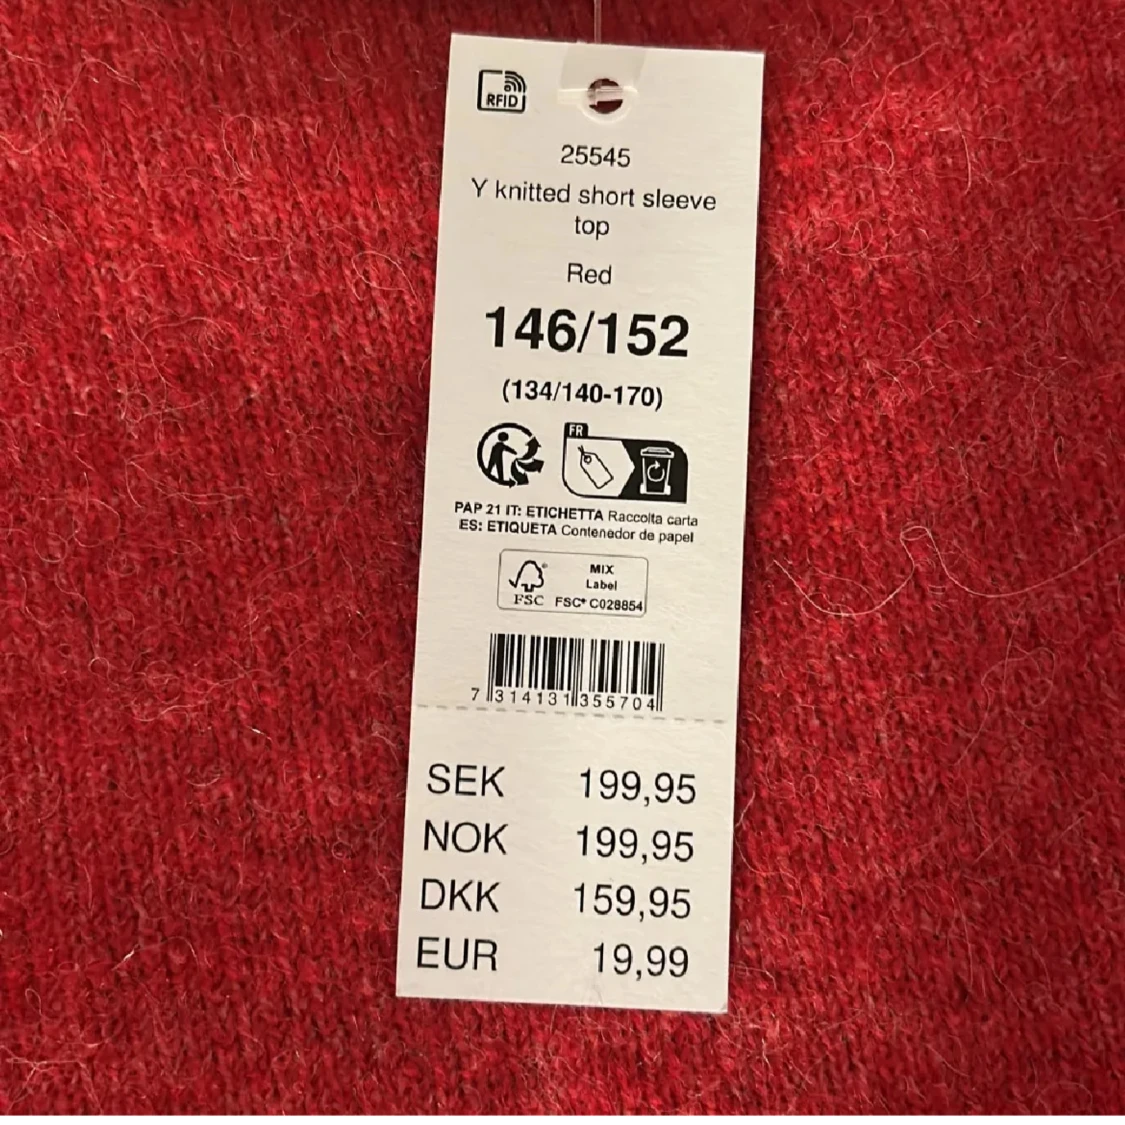 RFID
25545
Y knitted short sleeve
top
Red
146/152
(134/140-170)
FR
PAP 21 IT: ETICHETTA Raccolta carta
ES: ETIQUETA Contenedor de papel
MIX
Label
FSC FSC® C028854
7 314131 355704
SEK 199,95
NOK 199,95
DKK 159,95
EUR 19,99